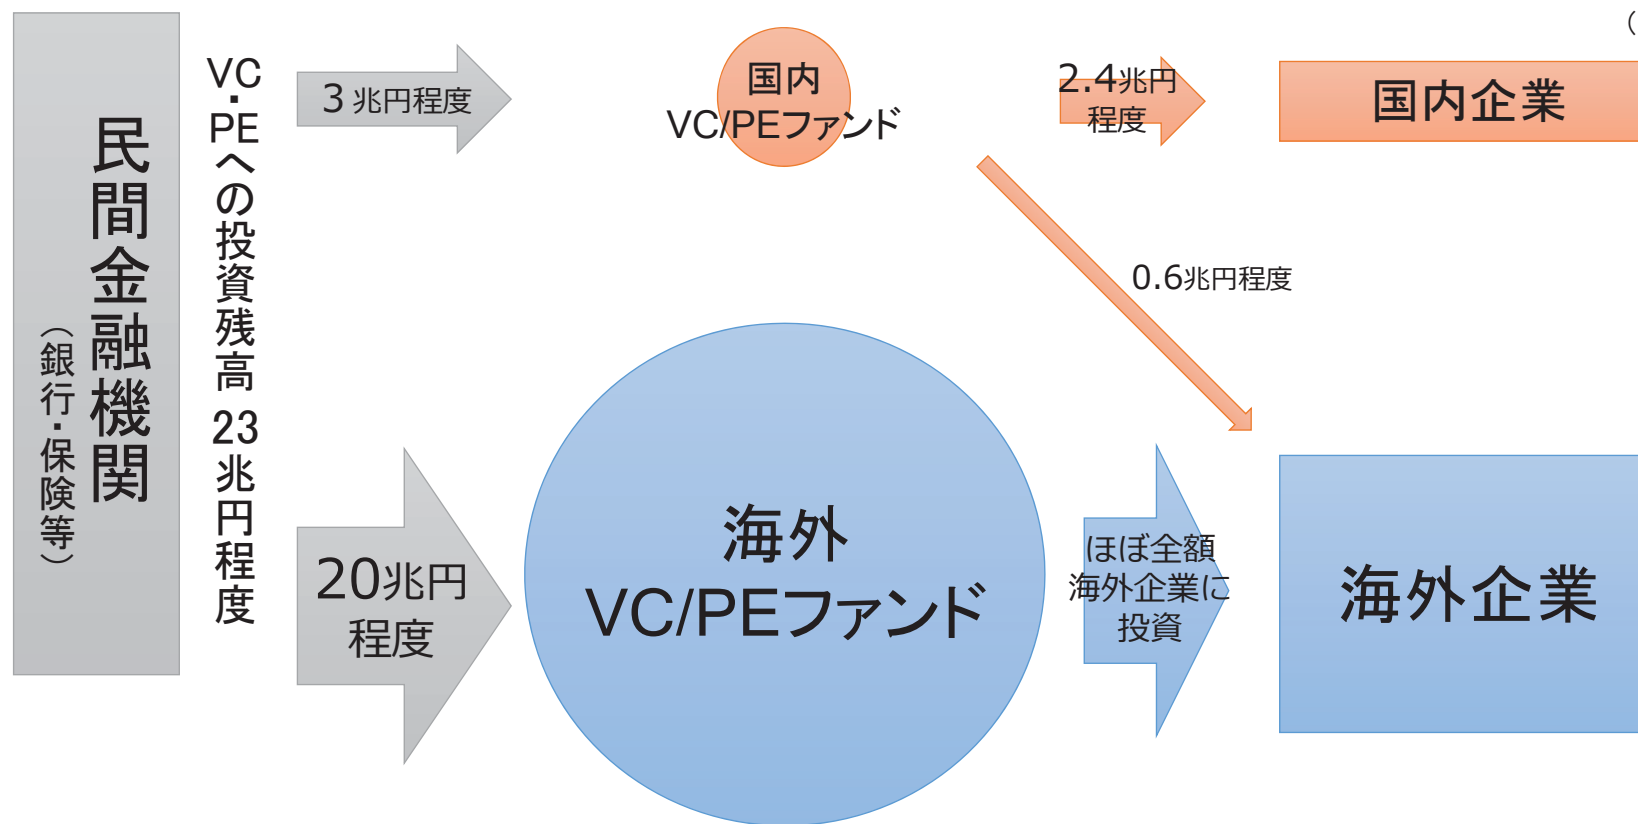 （
民間金融機関
（銀行・保険等）
VC・PEへの投資残高 23兆円程度
3兆円程度
国内
VC/PEファンド
2.4兆円
程度
国内企業
0.6兆円程度
20兆円
程度
海外
VC/PEファンド
ほぼ全額
海外企業に
投資
海外企業